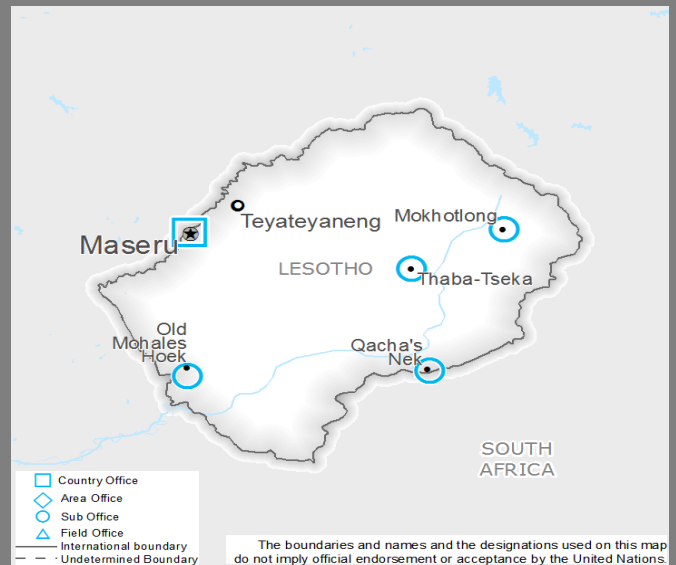 Teyateyaneng
Mokhotlong
Maseru
LESOTHO
Thaba-Tseka
Old
Mohales
Hoek
Qacha's
Nek
SOUTH
AFRICA
Country Office
Area Office
Sub Office
Field Office
International boundary
Undetermined Boundary
The boundaries and names and the designations used on this map
do not imply official endorsement or acceptance by the United Nations.